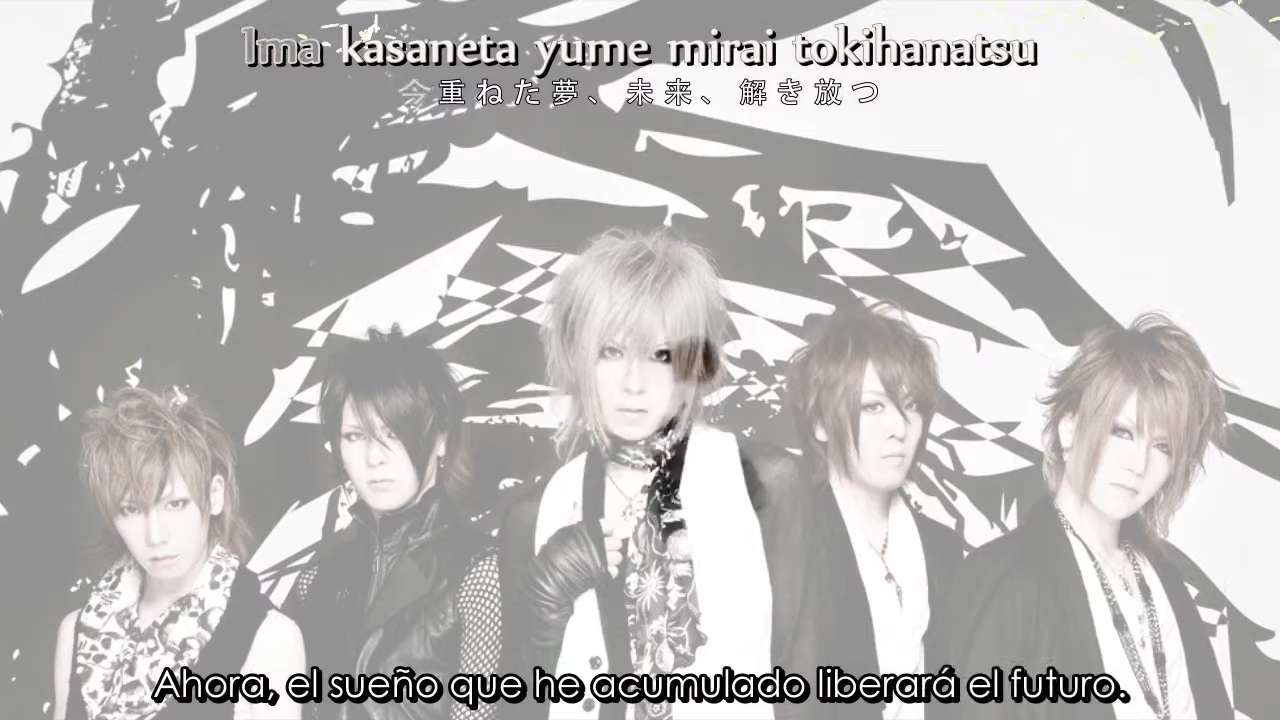 Ima kasaneta yume mirai tokihanatsu
今重ねた夢、未来、解き放つ
Ahora, el sueño que he acumulado liberará el futuro.